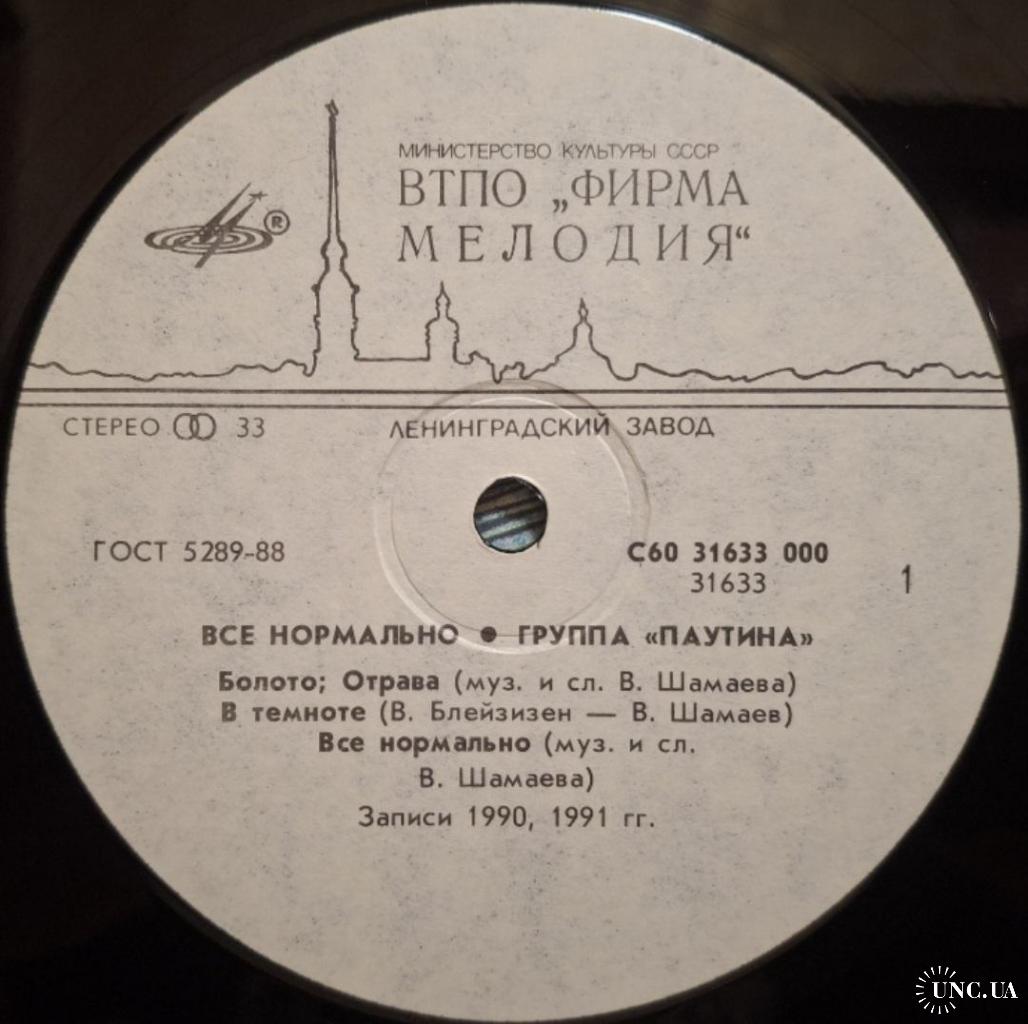 МИНИСТЕРСТВО КУЛЬТУРЫ СССР
ВТПО „ФИРМА
МЕЛОДИЯ“
®
СТЕРЕО 33
ЛЕНИНГРАДСКИЙ ЗАВОД
ГОСТ 5289-88
С60 31633 000
31633
1
ВСЕ НОРМАЛЬНО ● ГРУППА «ПАУТИНА»
Болото; Отрава (муз. и сл. В. Шамаева)
В темноте (В. Блейзизен — В. Шамаев)
Все нормально (муз. и сл.
В. Шамаева)
Записи 1990, 1991 гг.
UNC.UA